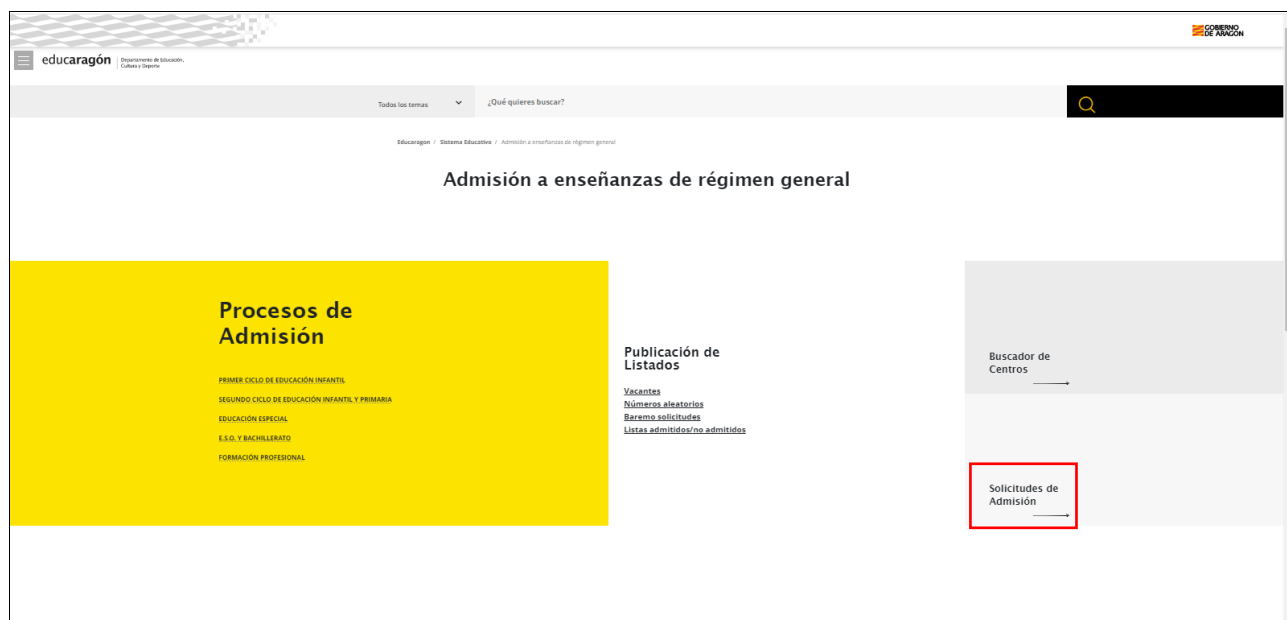 GOBIERNO
DE ARAGON
educaragón
Departamento de Educación,
Cultura y Deporte
Todos los temas
¿Qué quieres buscar?
Educaragon / Sistema Educativo / Admisión a enseñanzas de régimen general
Admisión a enseñanzas de régimen general
Procesos de
Admisión
PRIMER CICLO DE EDUCACIÓN INFANTIL
SEGUNDO CICLO DE EDUCACIÓN INFANTIL Y PRIMARIA
EDUCACIÓN ESPECIAL
E.S.O. Y BACHILLERATO
FORMACIÓN PROFESIONAL
Publicación de
Listados
Vacantes
Números aleatorios
Baremo solicitudes
Listas admitidos/no admitidos
Buscador de
Centros
Solicitudes de
Admisión